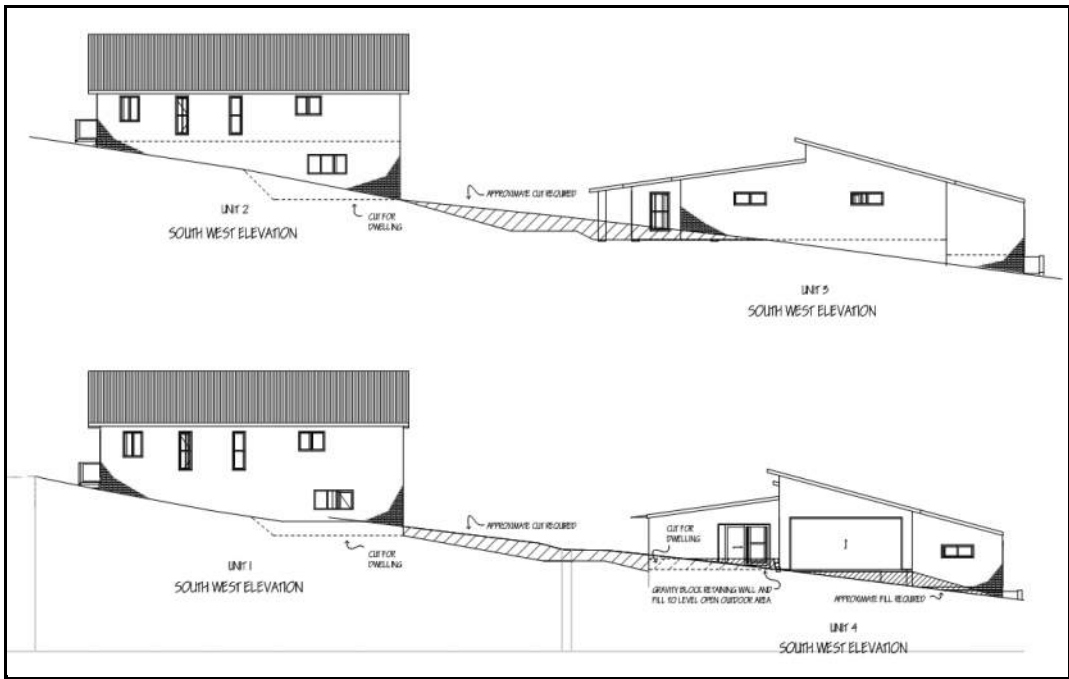 APPROXIMATE CUT REQUIRED
UNIT 2
SOUTH WEST ELEVATION
CUT FOR
DWELLING
UNIT 3
SOUTH WEST ELEVATION
APPROXIMATE CUT REQUIRED
CUT FOR
DWELLING
CUT FOR
DWELLING
UNIT 1
SOUTH WEST ELEVATION
GRAVITY BLOCK RETAINING WALL AND
FILL TO LEVEL OPEN OUTDOOR AREA
APPROXIMATE FILL REQUIRED
UNIT 4
SOUTH WEST ELEVATION